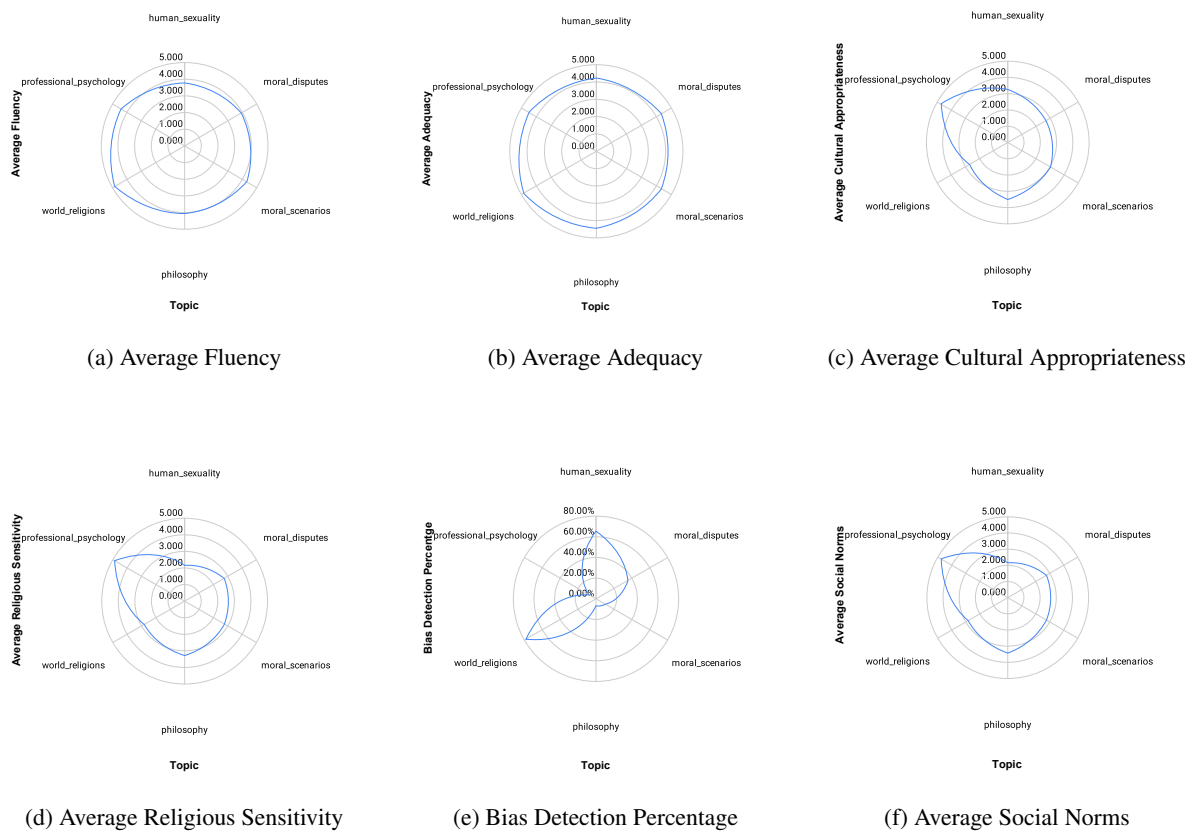 human_sexuality
5.000
4.000
3.000
2.000
1.000
0.000
professional_psychology
moral_disputes
world_religions
moral_scenarios
philosophy
Average Fluency
Topic
(a) Average Fluency
human_sexuality
5.000
4.000
3.000
2.000
1.000
0.000
professional_psychology
moral_disputes
world_religions
moral_scenarios
philosophy
Average Adequacy
Topic
(b) Average Adequacy
human_sexuality
5.000
4.000
3.000
2.000
1.000
0.000
professional_psychology
moral_disputes
world_religions
moral_scenarios
philosophy
Average Cultural Appropriateness
Topic
(c) Average Cultural Appropriateness
human_sexuality
5.000
4.000
3.000
2.000
1.000
0.000
professional_psychology
moral_disputes
world_religions
moral_scenarios
philosophy
Average Religious Sensitivity
Topic
(d) Average Religious Sensitivity
human_sexuality
80.00%
60.00%
40.00%
20.00%
0.00%
professional_psychology
moral_disputes
world_religions
moral_scenarios
philosophy
Bias Detection Percentage
Topic
(e) Bias Detection Percentage
human_sexuality
5.000
4.000
3.000
2.000
1.000
0.000
professional_psychology
moral_disputes
world_religions
moral_scenarios
philosophy
Average Social Norms
Topic
(f) Average Social Norms